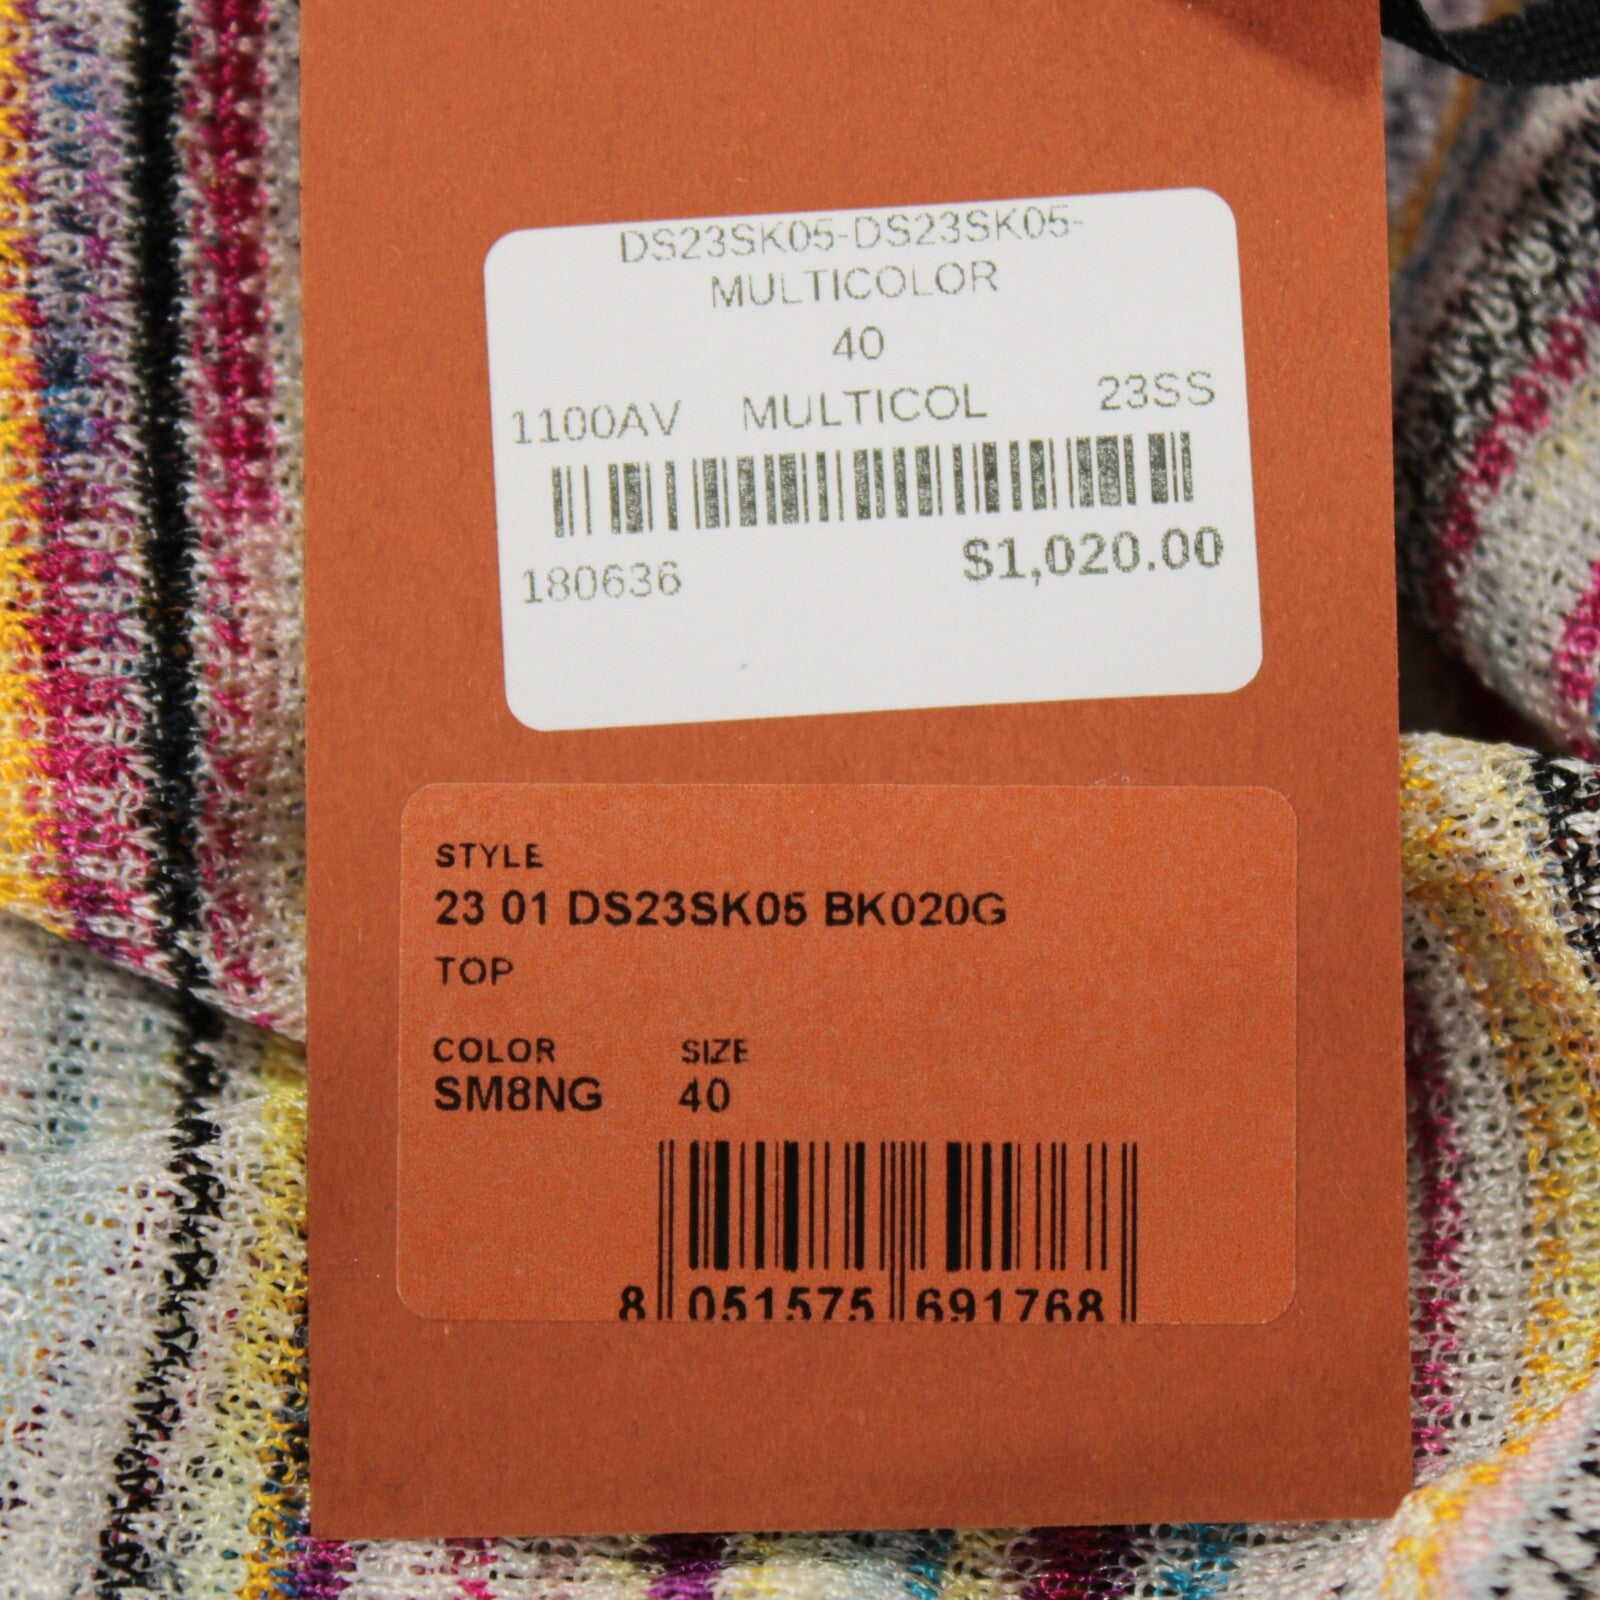 DS23SK05-DS23SK05-
MULTICOLOR
40
1100AV MULTICOL 23SS
180636 $1,020.00
STYLE
23 01 DS23SK05 BK020G
TOP
COLOR SIZE
SM8NG 40
8 051575 691768